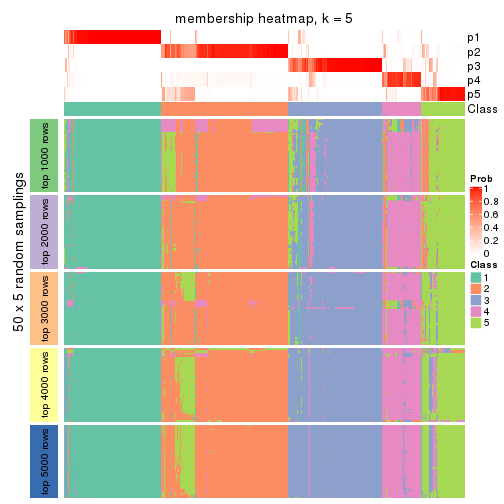 membership heatmap, k = 5
p1
p2
p3
p4
p5
Class
50 x 5 random samplings
top 1000 rows
top 2000 rows
top 3000 rows
top 4000 rows
top 5000 rows
Prob
1
0.8
0.6
0.4
0.2
0
Class
1
2
3
4
5